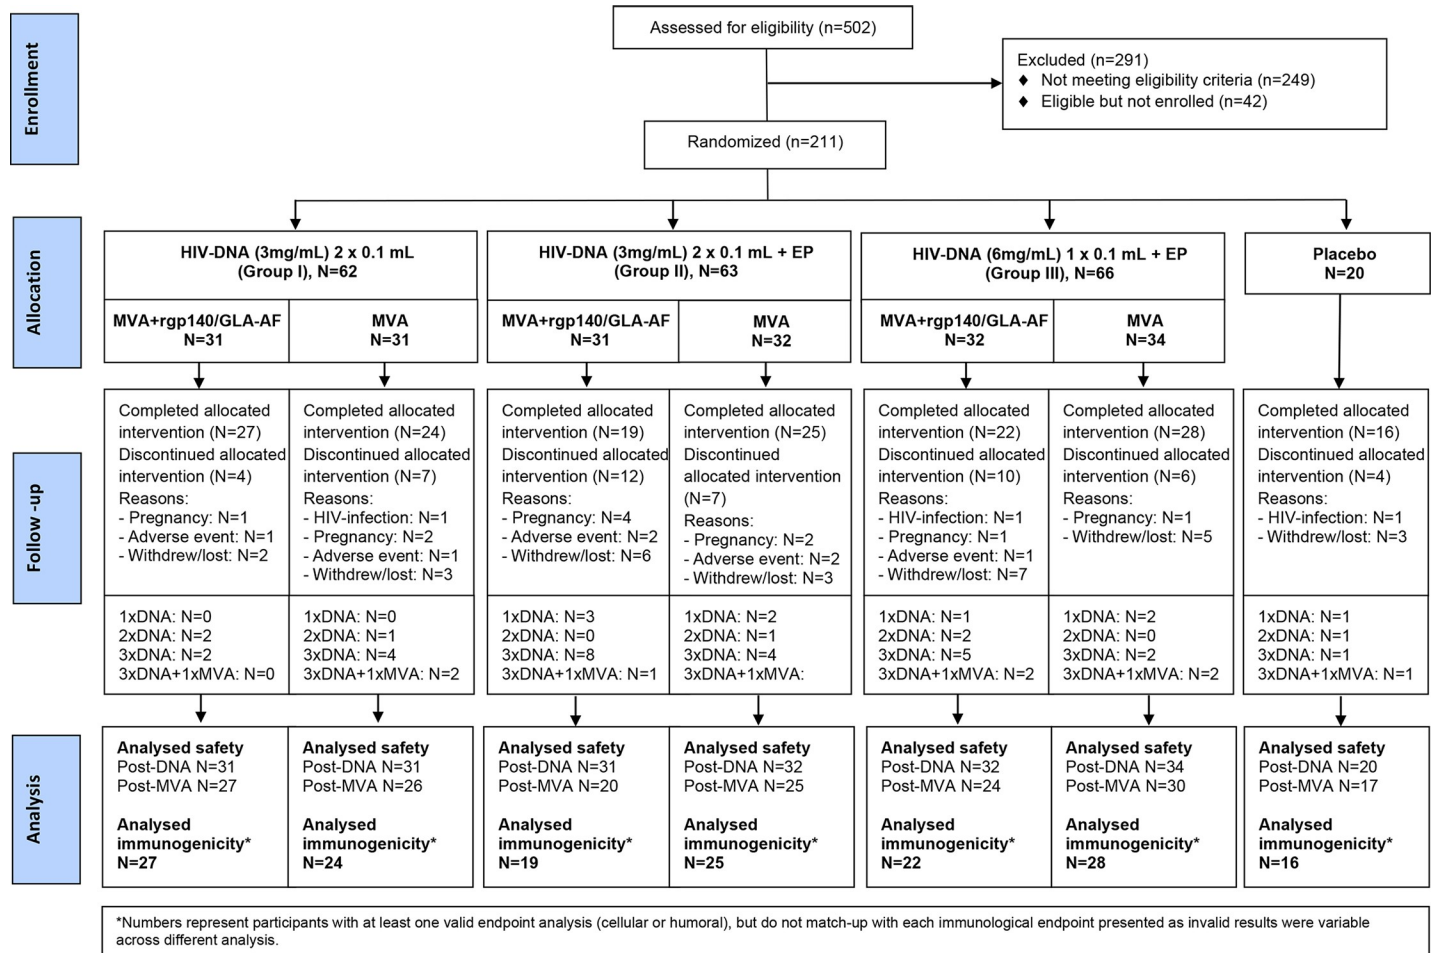 Enrollment
Assessed for eligibility (n=502)
Excluded (n=291)
♦ Not meeting eligibility criteria (n=249)
♦ Eligible but not enrolled (n=42)
Randomized (n=211)
Allocation
HIV-DNA (3mg/mL) 2 x 0.1 mL
(Group I), N=62
MVA+rgp140/GLA-AF
N=31
MVA
N=31
HIV-DNA (3mg/mL) 2 x 0.1 mL + EP
(Group II), N=63
MVA+rgp140/GLA-AF
N=31
MVA
N=32
HIV-DNA (6mg/mL) 1 x 0.1 mL + EP
(Group III), N=66
MVA+rgp140/GLA-AF
N=32
MVA
N=34
Placebo
N=20
Follow -up
Completed allocated
intervention (N=27)
Discontinued allocated
intervention (N=4)
Reasons:
- Pregnancy: N=1
- Adverse event: N=1
- Withdrew/lost: N=2
1xDNA: N=0
2xDNA: N=2
3xDNA: N=2
3xDNA+1xMVA: N=0
Completed allocated
intervention (N=24)
Discontinued allocated
intervention (N=7)
Reasons:
- HIV-infection: N=1
- Pregnancy: N=2
- Adverse event: N=1
- Withdrew/lost: N=3
1xDNA: N=0
2xDNA: N=1
3xDNA: N=4
3xDNA+1xMVA: N=2
Completed allocated
intervention (N=19)
Discontinued allocated
intervention (N=12)
Reasons:
- Pregnancy: N=4
- Adverse event: N=2
- Withdrew/lost: N=6
1xDNA: N=3
2xDNA: N=0
3xDNA: N=8
3xDNA+1xMVA: N=1
Completed allocated
intervention (N=25)
Discontinued
allocated intervention
(N=7)
Reasons:
- Pregnancy: N=2
- Adverse event: N=2
- Withdrew/lost: N=3
1xDNA: N=2
2xDNA: N=1
3xDNA: N=4
3xDNA+1xMVA:
Completed allocated
intervention (N=22)
Discontinued allocated
intervention (N=10)
Reasons:
- HIV-infection: N=1
- Pregnancy: N=1
- Adverse event: N=1
- Withdrew/lost: N=7
1xDNA: N=1
2xDNA: N=2
3xDNA: N=5
3xDNA+1xMVA: N=2
Completed allocated
intervention (N=28)
Discontinued allocated
intervention (N=6)
Reasons:
- Pregnancy: N=1
- Withdrew/lost: N=5
1xDNA: N=2
2xDNA: N=0
3xDNA: N=2
3xDNA+1xMVA: N=2
Completed allocated
intervention (N=16)
Discontinued allocated
intervention (N=4)
Reasons:
- HIV-infection: N=1
- Withdrew/lost: N=3
1xDNA: N=1
2xDNA: N=1
3xDNA: N=1
3xDNA+1xMVA: N=1
Analysis
Analysed safety
Post-DNA N=31
Post-MVA N=27
Analysed
immunogenicity*
N=27
Analysed safety
Post-DNA N=31
Post-MVA N=26
Analysed
immunogenicity*
N=24
Analysed safety
Post-DNA N=31
Post-MVA N=20
Analysed
immunogenicity*
N=19
Analysed safety
Post-DNA N=32
Post-MVA N=25
Analysed
immunogenicity*
N=25
Analysed safety
Post-DNA N=32
Post-MVA N=24
Analysed
immunogenicity*
N=22
Analysed safety
Post-DNA N=34
Post-MVA N=30
Analysed
immunogenicity*
N=28
Analysed safety
Post-DNA N=20
Post-MVA N=17
Analysed
immunogenicity*
N=16
*Numbers represent participants with at least one valid endpoint analysis (cellular or humoral), but do not match-up with each immunological endpoint presented as invalid results were variable
across different analysis.